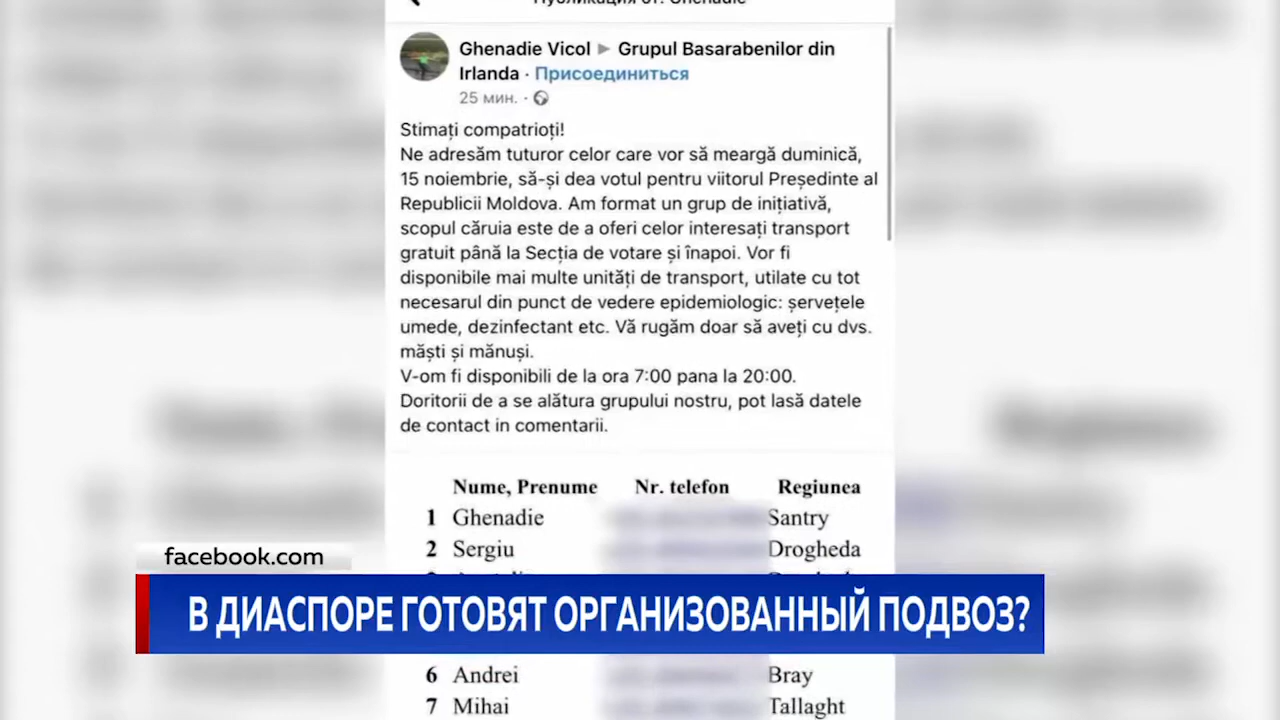 Публикация от: Ghenadie
Ghenadie Vicol ▸ Grupul Basarabenilor din
Irlanda · Присоединиться
25 мин. ·
Stimați compatrioți!
Ne adresăm tuturor celor care vor să meargă duminică,
15 noiembrie, să-și dea votul pentru viitorul Președinte al
Republicii Moldova. Am format un grup de inițiativă,
scopul căruia este de a oferi celor interesați transport
gratuit până la Secția de votare și înapoi. Vor fi
disponibile mai multe unități de transport, utilate cu tot
necesarul din punct de vedere epidemiologic: șervețele
umede, dezinfectant etc. Vă rugăm doar să aveți cu dvs.
măști și mănuși.
V-om fi disponibili de la ora 7:00 pana la 20:00.
Doritorii de a se alătura grupului nostru, pot lasă datele
de contact in comentarii.
Nume, Prenume Nr. telefon Regiunea
1 Ghenadie Santry
2 Sergiu Drogheda
facebook.com
В ДИАСПОРЕ ГОТОВЯТ ОРГАНИЗОВАННЫЙ ПОДВОЗ?
6 Andrei Bray
7 Mihai Tallaght